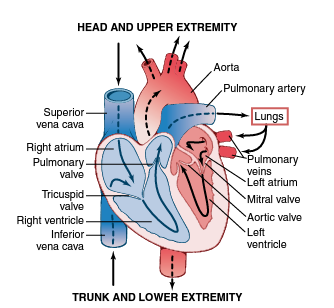 HEAD AND UPPER EXTREMITY
Aorta
Pulmonary artery
Lungs
Superior
vena cava
Right atrium
Pulmonary
valve
Tricuspid
valve
Right ventricle
Inferior
vena cava
Pulmonary
veins
Left atrium
Mitral valve
Aortic valve
Left
ventricle
TRUNK AND LOWER EXTREMITY